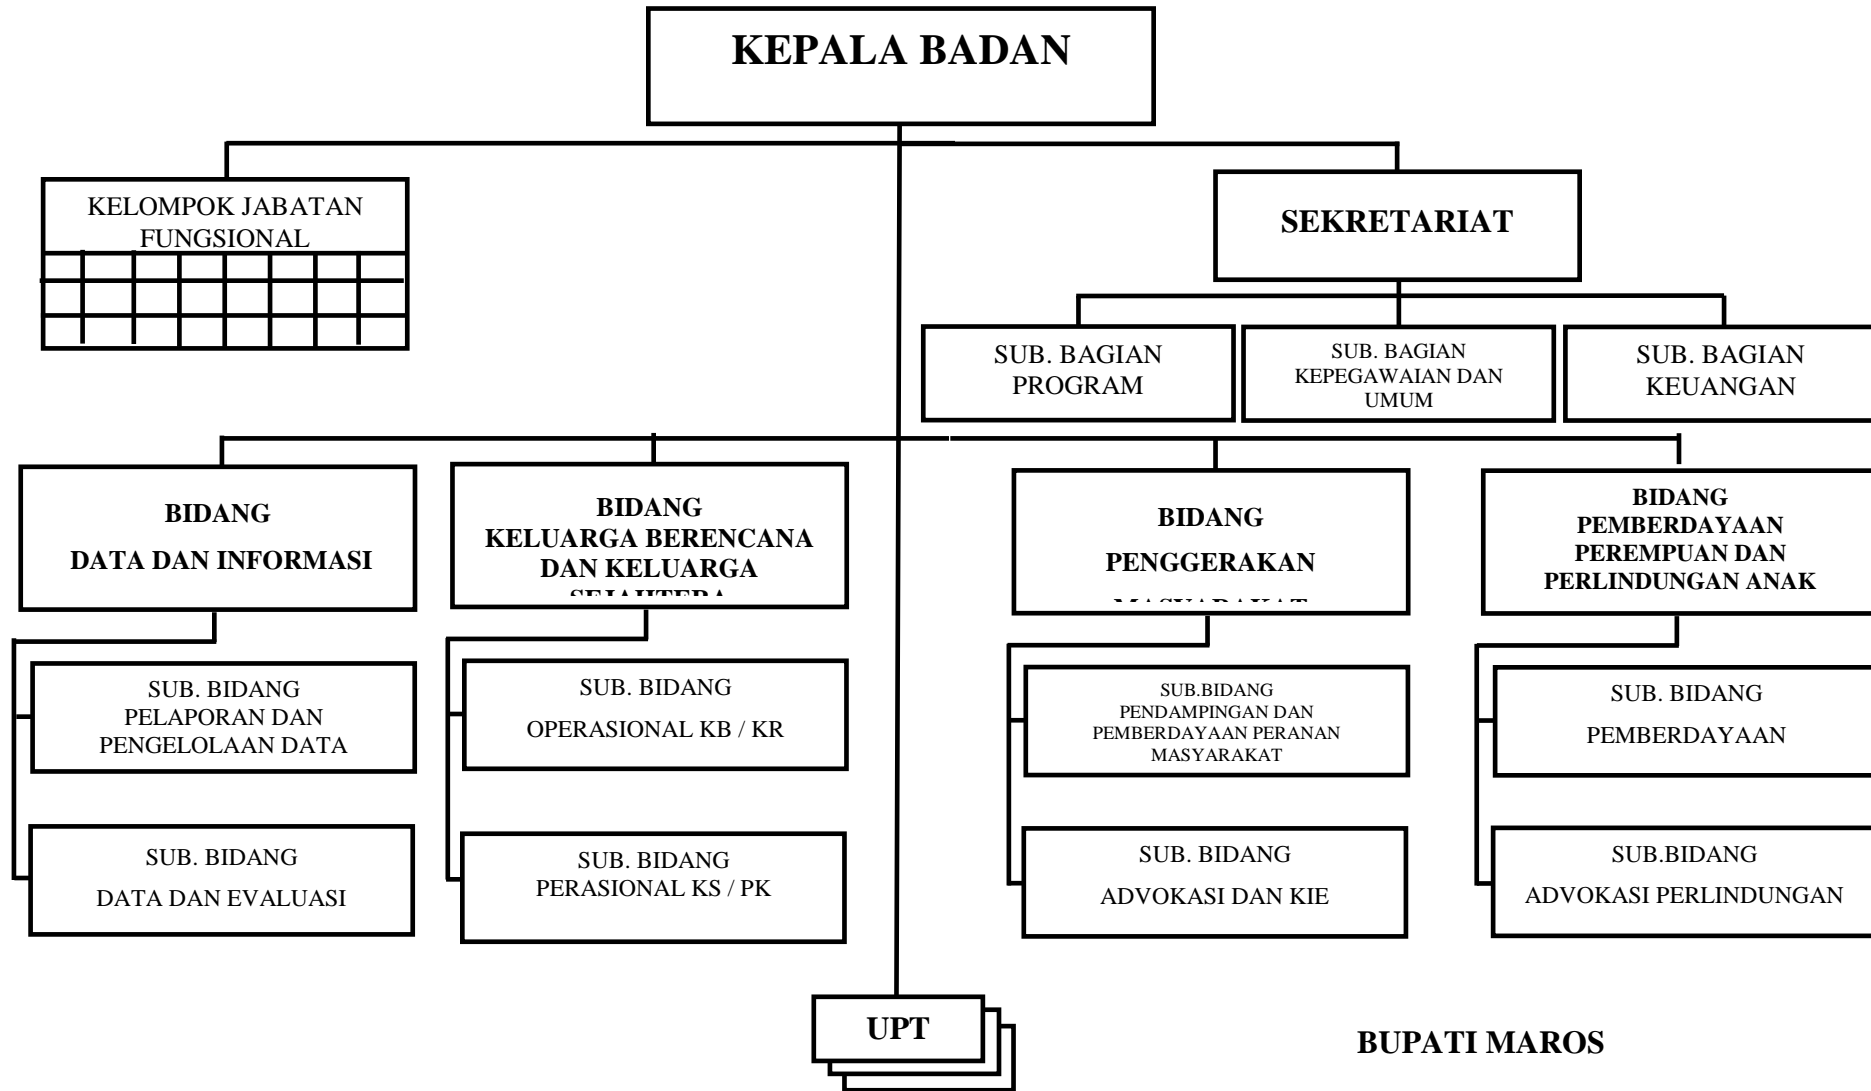 KEPALA BADAN
KELOMPOK JABATAN
FUNGSIONAL
SEKRETARIAT
SUB. BAGIAN
PROGRAM
SUB. BAGIAN
KEPEGAWAIAN DAN
UMUM
SUB. BAGIAN
KEUANGAN
BIDANG
DATA DAN INFORMASI
BIDANG
KELUARGA BERENCANA
DAN KELUARGA
SEJAHTERA
BIDANG
PENGGERAKAN
MASYARAKAT
BIDANG
PEMBERDAYAAN
PEREMPUAN DAN
PERLINDUNGAN ANAK
SUB. BIDANG
PELAPORAN DAN
PENGELOLAAN DATA
SUB. BIDANG
OPERASIONAL KB / KR
SUB.BIDANG
PENDAMPINGAN DAN
PEMBERDAYAAN PERANAN
MASYARAKAT
SUB. BIDANG
PEMBERDAYAAN
SUB. BIDANG
DATA DAN EVALUASI
SUB. BIDANG
PERASIONAL KS / PK
SUB. BIDANG
ADVOKASI DAN KIE
SUB.BIDANG
ADVOKASI PERLINDUNGAN
UPT
BUPATI MAROS